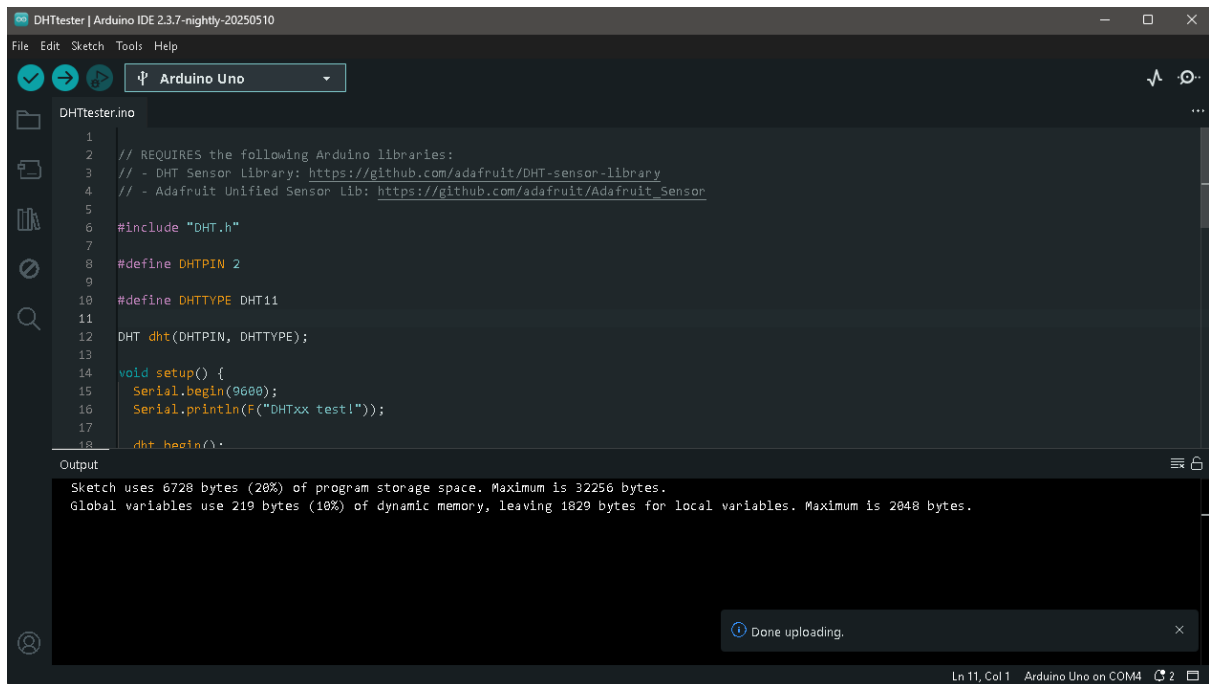 DHTtester | Arduino IDE 2.3.7-nightly-20250510
File Edit Sketch Tools Help
Arduino Uno
DHTtester.ino
1
2 // REQUIRES the following Arduino libraries:
3 // - DHT Sensor Library: https://github.com/adafruit/DHT-sensor-library
4 // - Adafruit Unified Sensor Lib: https://github.com/adafruit/Adafruit_Sensor
5
6 #include "DHT.h"
7
8 #define DHTPIN 2
9
10 #define DHTTYPE DHT11
11
12 DHT dht(DHTPIN, DHTTYPE);
13
14 void setup() {
15 Serial.begin(9600);
16 Serial.println(F("DHTxx test!"));
17
18 dht.begin();
Output
Sketch uses 6728 bytes (20%) of program storage space. Maximum is 32256 bytes.
Global variables use 219 bytes (10%) of dynamic memory, leaving 1829 bytes for local variables. Maximum is 2048 bytes.
Done uploading.
Ln 11, Col 1 Arduino Uno on COM4 2